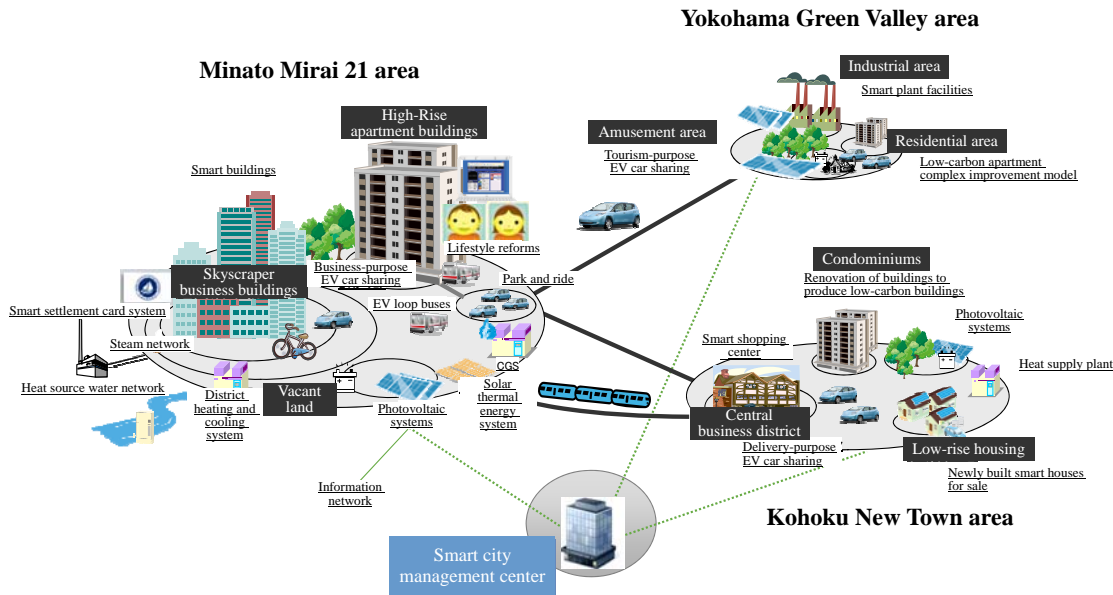 Yokohama Green Valley area
Minato Mirai 21 area
Industrial area
Smart plant facilities
High-Rise
apartment buildings
Amusement area
Tourism-purpose
EV car sharing
Residential area
Low-carbon apartment
complex improvement model
Smart buildings
Lifestyle reforms
Skyscraper
business buildings
Business-purpose
EV car sharing
Park and ride
Condominiums
Renovation of buildings to
produce low-carbon buildings
Smart settlement card system
EV loop buses
Photovoltaic
systems
Steam network
Smart shopping
center
Heat supply plant
CGS
Heat source water network
District
heating and
cooling
system
Vacant
land
Photovoltaic
systems
Solar
thermal
energy
system
Central
business district
Delivery-purpose
EV car sharing
Low-rise housing
Newly built smart houses
for sale
Information
network
Kohoku New Town area
Smart city
management center